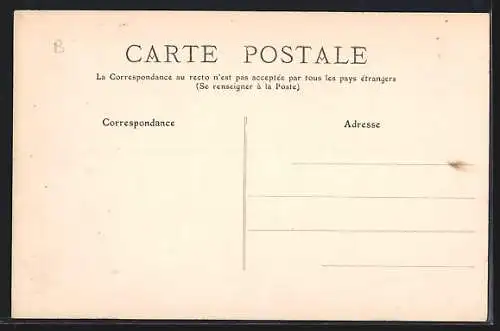 B
CARTE POSTALE
La Correspondance au recto n'est pas acceptée par tous les pays étrangers
(Se renseigner à la Poste)
Correspondance
Adresse